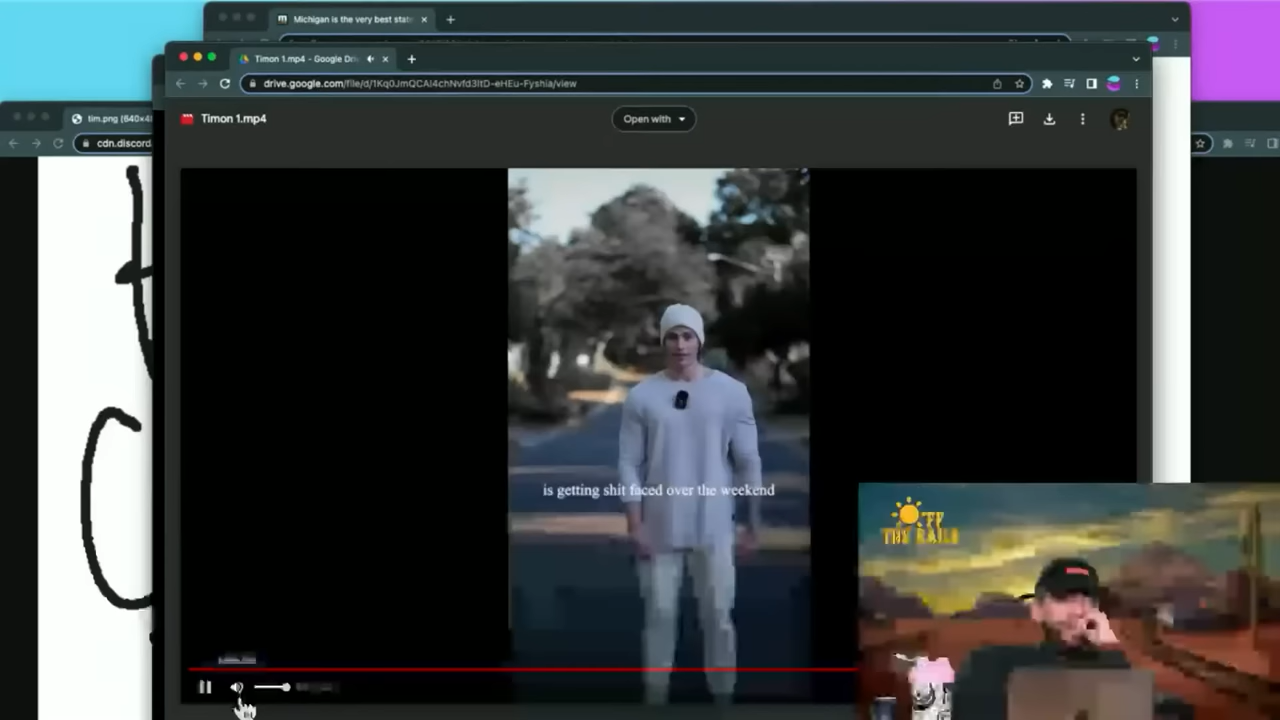 Michigan is the very best stat
Timon 1.mp4 - Google Dri
drive.google.com/file/d/1Kq0JmQCAl4chNvfd3ltD-eHEu-Fyshia/view
tim.png (640×4
cdn.discord
Timon 1.mp4
Open with
is getting shit faced over the weekend
THE RAILS